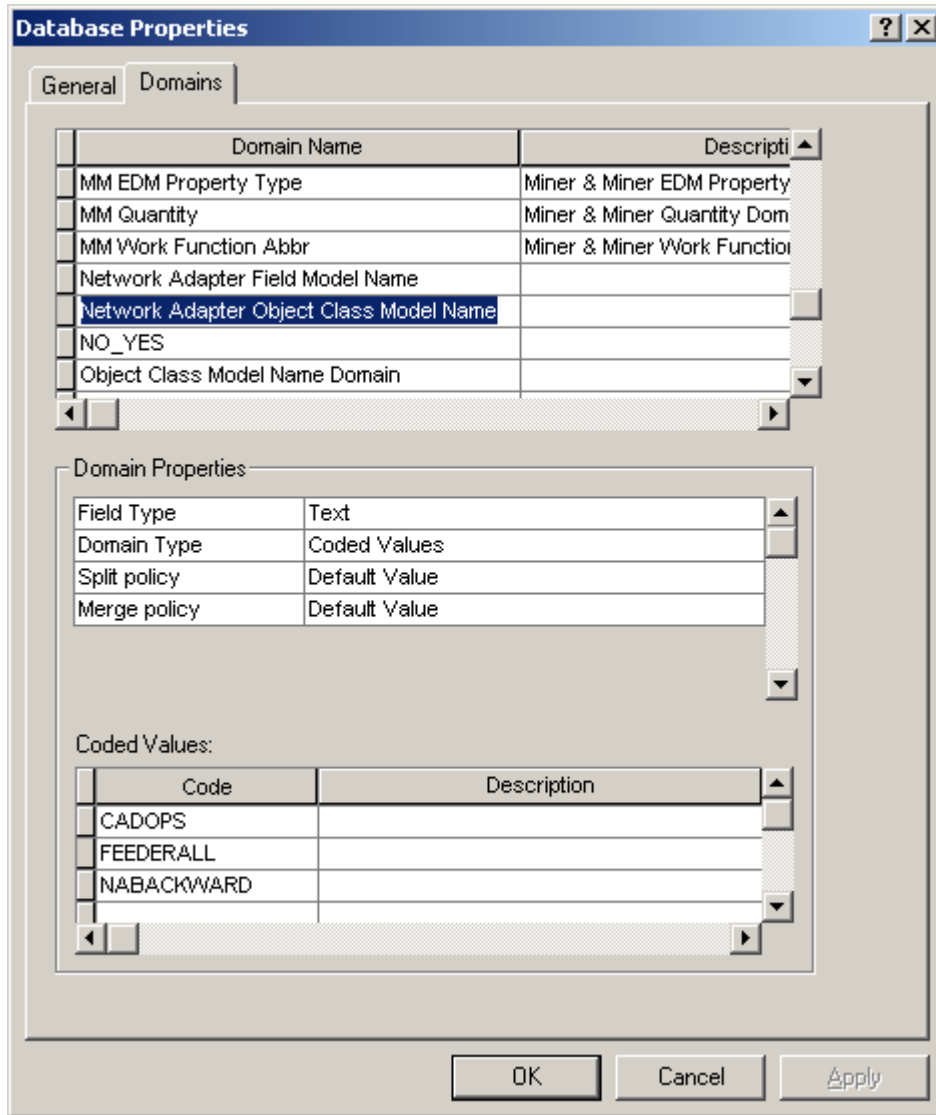 Database Properties
General Domains
Domain Name Descripti
MM EDM Property Type Miner & Miner EDM Property
MM Quantity Miner & Miner Quantity Dom
MM Work Function Abbr Miner & Miner Work Function
Network Adapter Field Model Name
Network Adapter Object Class Model Name
NO_YES
Object Class Model Name Domain
Domain Properties
Field Type Text
Domain Type Coded Values
Split policy Default Value
Merge policy Default Value
Coded Values:
Code Description
CADOPS
FEEDERALL
NABACKWARD
OK Cancel Apply